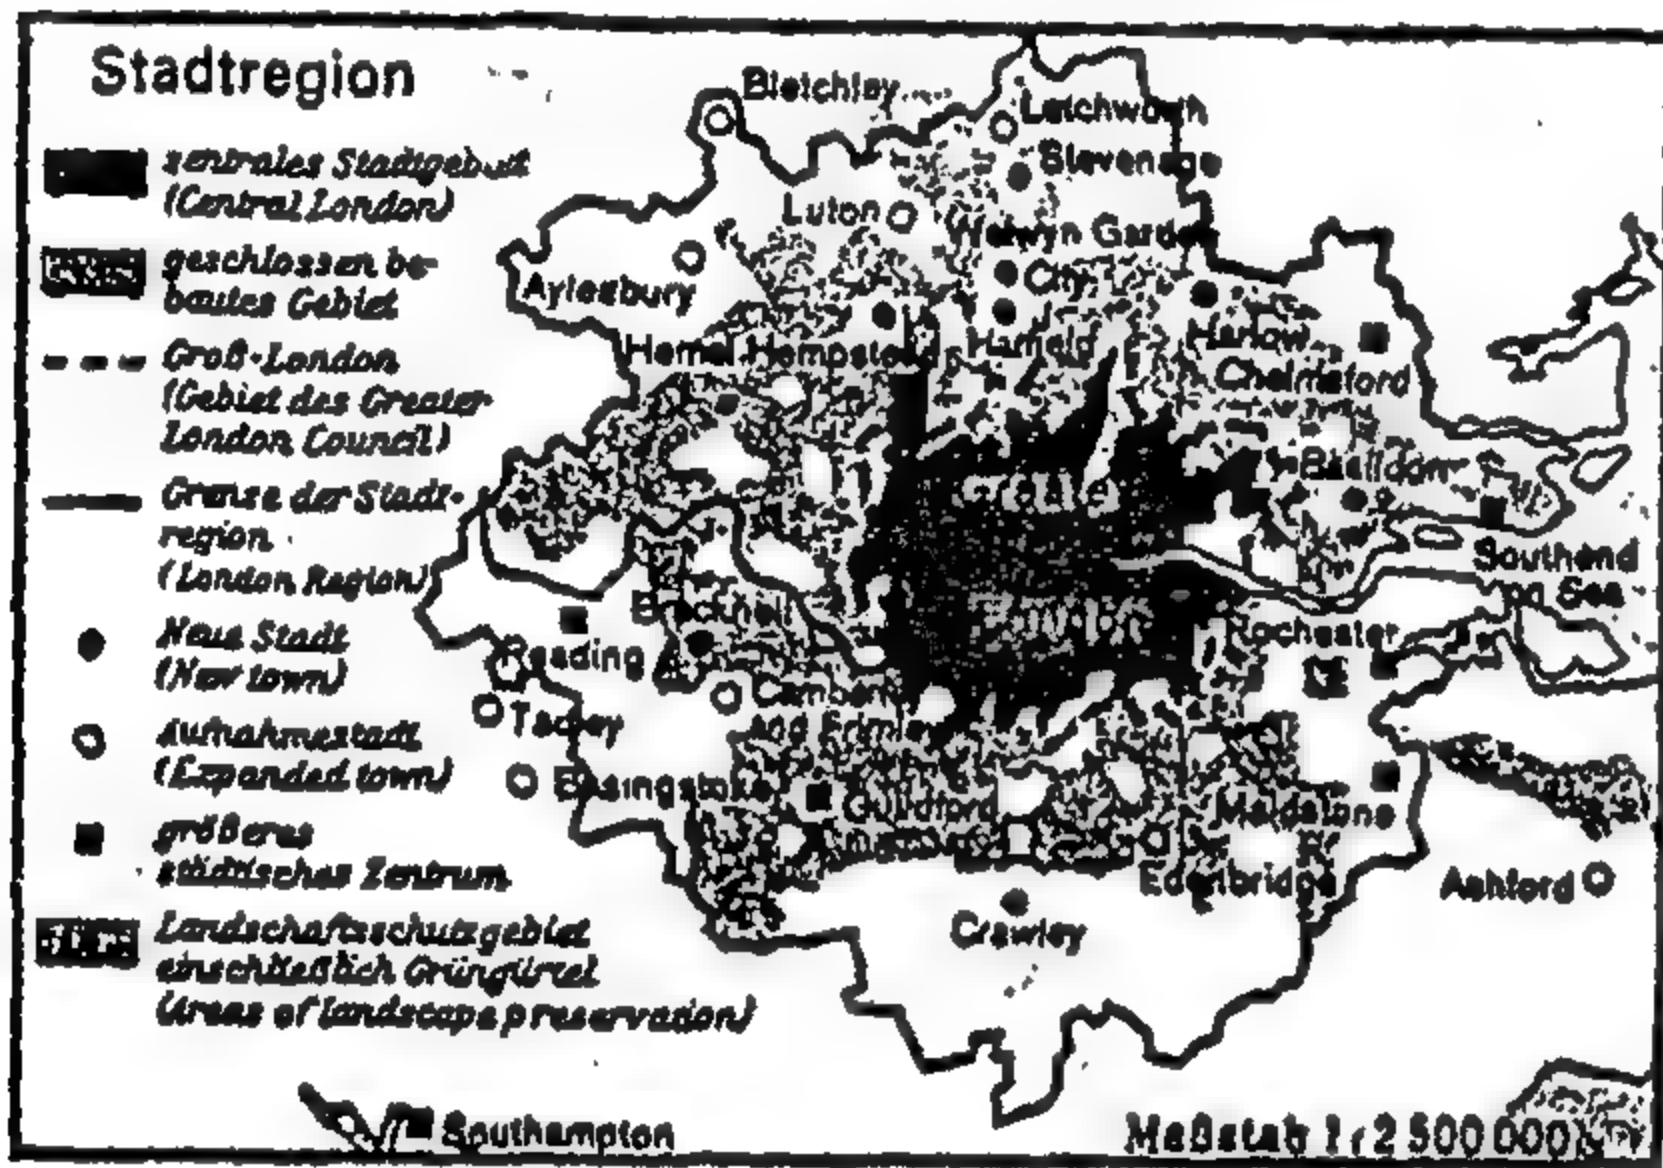 Stadtregion
zentrales Stadtgebiet
(Central London)
geschlossen be-
bautes Gebiet
Groß-London
(Gebiet des Greater
London Council)
Grenze der Stadt-
region
(London Region)
Neue Stadt
(New town)
Aufnahmestadt
(Expanded town)
größeres
städtisches Zentrum
Landschaftsschutzgebiet
einschließlich Grüngürtel
(Areas of landscape preservation)
Bletchley
Letchworth
Stevenage
Luton
Welwyn Garden
City
Aylesbury
Hemel Hempstead
Hatfield
Harlow
Chelmsford
Basildon
Southend
on Sea
Bracknell
Reading
Rochester
Tadley
Camberley
and Frimley
Basingstoke
Guildford
Maidstone
Edenbridge
Ashford
Crawley
Southampton
Maßstab 1:2 500 000